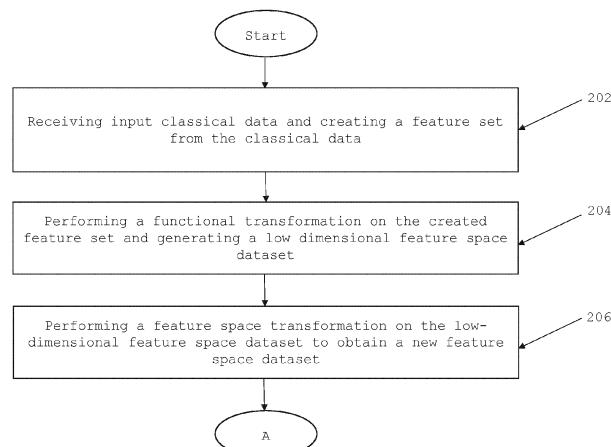 Start
202
Receiving input classical data and creating a feature set
from the classical data
204
Performing a functional transformation on the created
feature set and generating a low dimensional feature space
dataset
206
Performing a feature space transformation on the low-
dimensional feature space dataset to obtain a new feature
space dataset
A